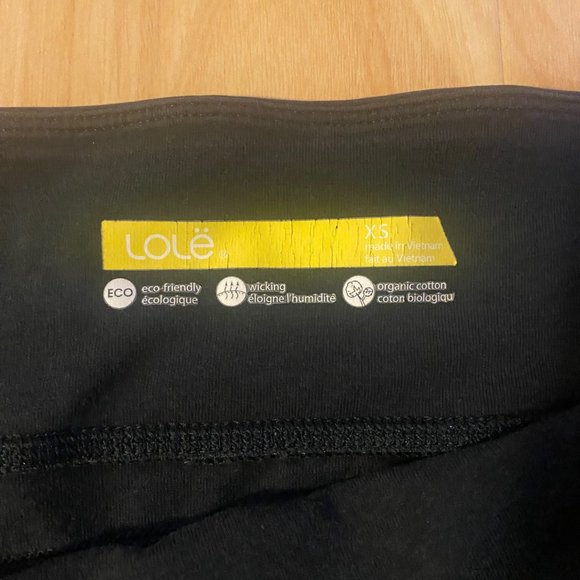 Lolë®
XS
made in Vietnam
fait au Vietnam
ECO
eco-friendly
écologique
wicking
éloigne l'humidité
organic cotton
coton biologiqu